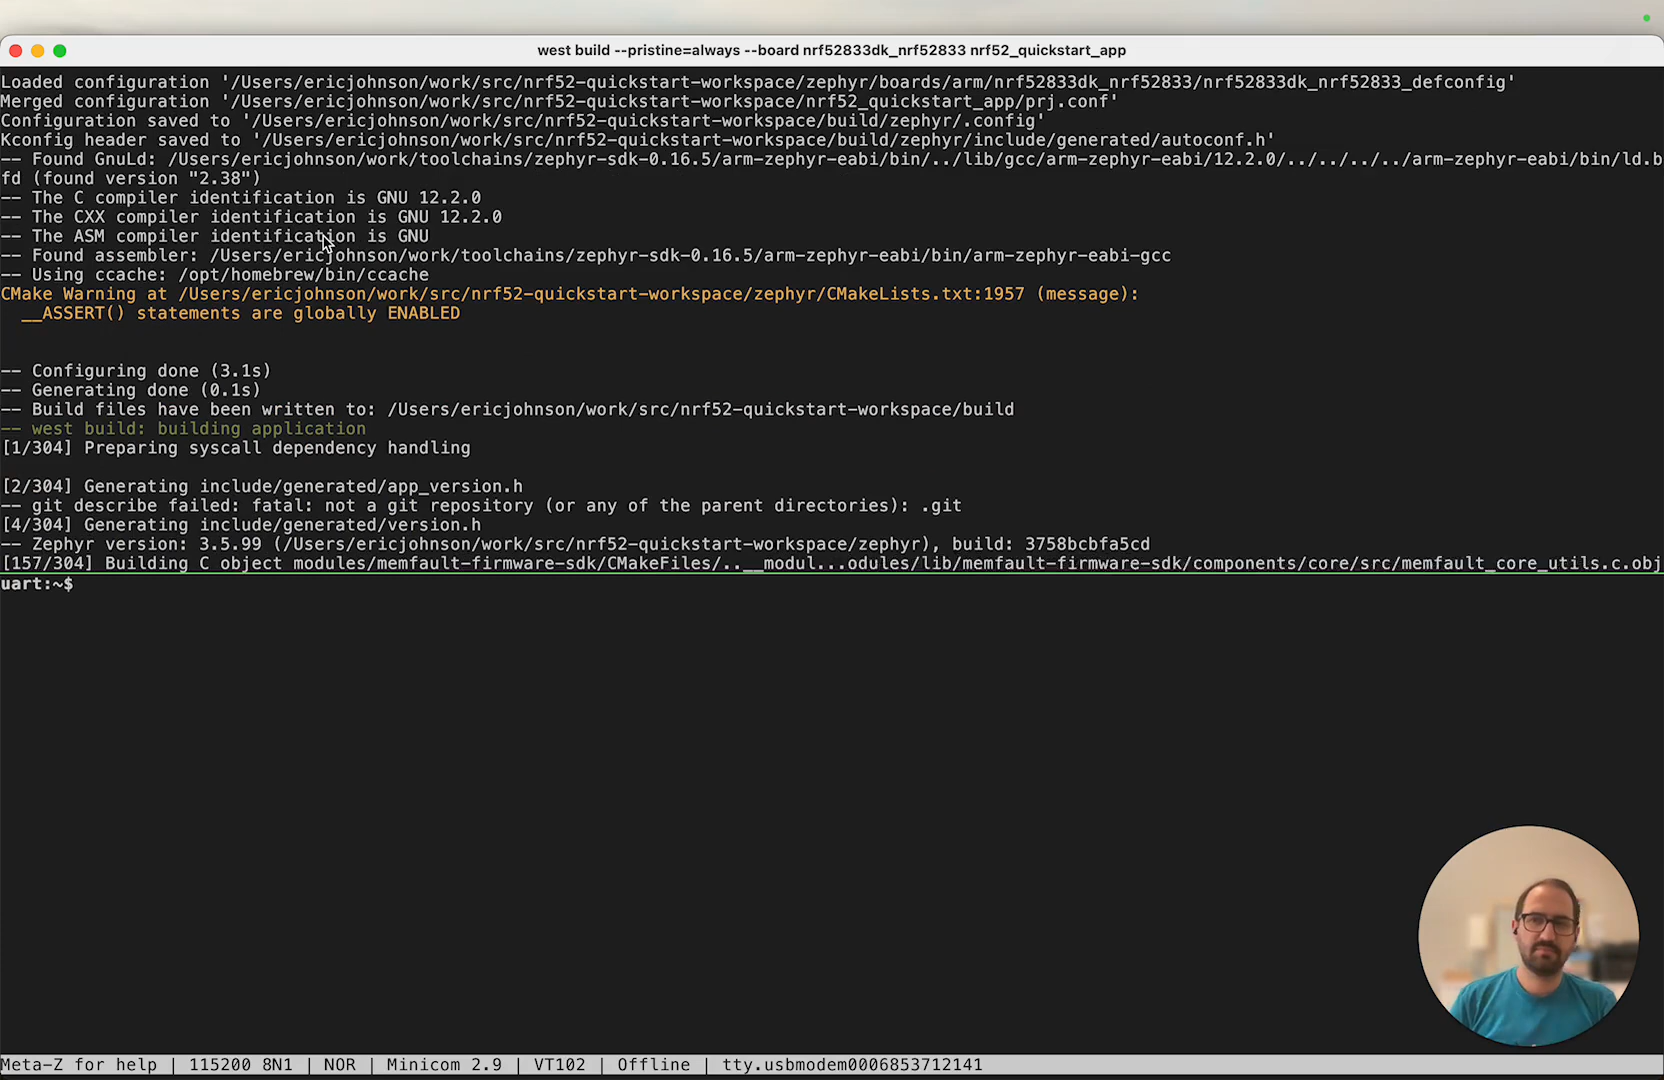 west build --pristine=always --board nrf52833dk_nrf52833 nrf52_quickstart_app
Loaded configuration '/Users/ericjohnson/work/src/nrf52-quickstart-workspace/zephyr/boards/arm/nrf52833dk_nrf52833/nrf52833dk_nrf52833_defconfig'
Merged configuration '/Users/ericjohnson/work/src/nrf52-quickstart-workspace/nrf52_quickstart_app/prj.conf'
Configuration saved to '/Users/ericjohnson/work/src/nrf52-quickstart-workspace/build/zephyr/.config'
Kconfig header saved to '/Users/ericjohnson/work/src/nrf52-quickstart-workspace/build/zephyr/include/generated/autoconf.h'
-- Found GnuLd: /Users/ericjohnson/work/toolchains/zephyr-sdk-0.16.5/arm-zephyr-eabi/bin/../lib/gcc/arm-zephyr-eabi/12.2.0/../../../../arm-zephyr-eabi/bin/ld.b
fd (found version "2.38")
-- The C compiler identification is GNU 12.2.0
-- The CXX compiler identification is GNU 12.2.0
-- The ASM compiler identification is GNU
-- Found assembler: /Users/ericjohnson/work/toolchains/zephyr-sdk-0.16.5/arm-zephyr-eabi/bin/arm-zephyr-eabi-gcc
-- Using ccache: /opt/homebrew/bin/ccache
CMake Warning at /Users/ericjohnson/work/src/nrf52-quickstart-workspace/zephyr/CMakeLists.txt:1957 (message):
__ASSERT() statements are globally ENABLED
-- Configuring done (3.1s)
-- Generating done (0.1s)
-- Build files have been written to: /Users/ericjohnson/work/src/nrf52-quickstart-workspace/build
-- west build: building application
[1/304] Preparing syscall dependency handling
[2/304] Generating include/generated/app_version.h
-- git describe failed: fatal: not a git repository (or any of the parent directories): .git
[4/304] Generating include/generated/version.h
-- Zephyr version: 3.5.99 (/Users/ericjohnson/work/src/nrf52-quickstart-workspace/zephyr), build: 3758bcbfa5cd
[157/304] Building C object modules/memfault-firmware-sdk/CMakeFiles/..__modul...odules/lib/memfault-firmware-sdk/components/core/src/memfault_core_utils.c.obj
uart:~$
Meta-Z for help | 115200 8N1 | NOR | Minicom 2.9 | VT102 | Offline | tty.usbmodem0006853712141